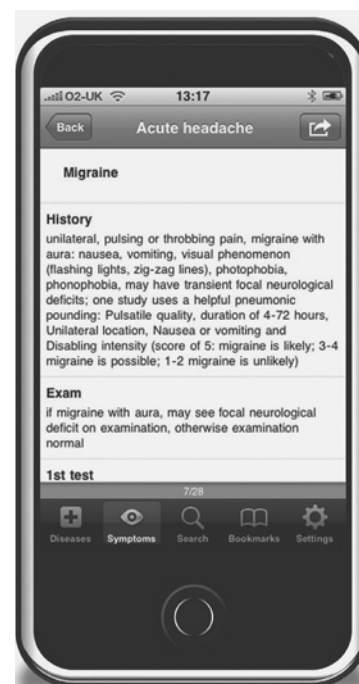 O2-UK 13:17
Back Acute headache
Migraine
History
unilateral, pulsing or throbbing pain, migraine with
aura: nausea, vomiting, visual phenomenon
(flashing lights, zig-zag lines), photophobia,
phonophobia, may have transient focal neurological
deficits; one study uses a helpful pneumonic
pounding: Pulsatile quality, duration of 4-72 hours,
Unilateral location, Nausea or vomiting and
Disabling intensity (score of 5: migraine is likely; 3-4
migraine is possible; 1-2 migraine is unlikely)
Exam
if migraine with aura, may see focal neurological
deficit on examination, otherwise examination
normal
1st test
7/28
Diseases Symptoms Search Bookmarks Settings